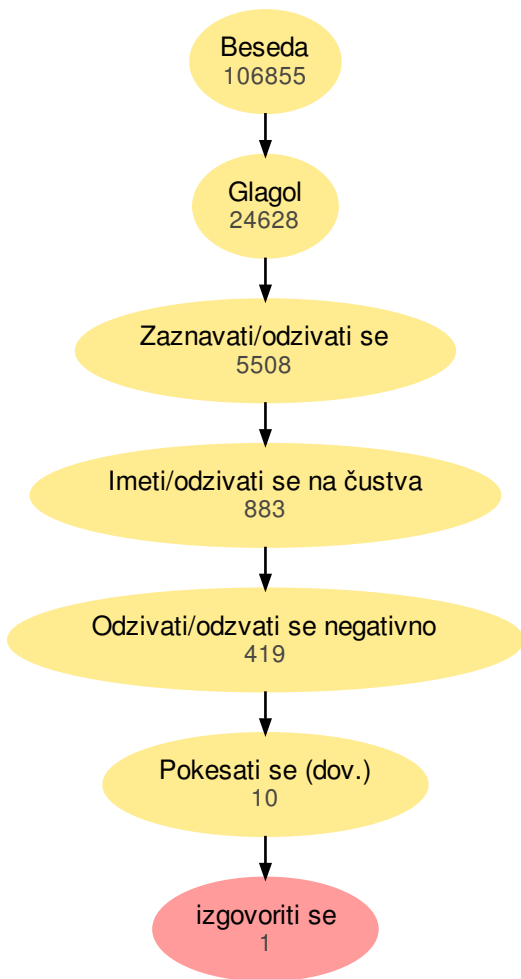 Beseda
106855
Glagol
24628
Zaznavati/odzivati se
5508
Imeti/odzivati se na čustva
883
Odzivati/odzvati se negativno
419
Pokesati se (dov.)
10
izgovoriti se
1